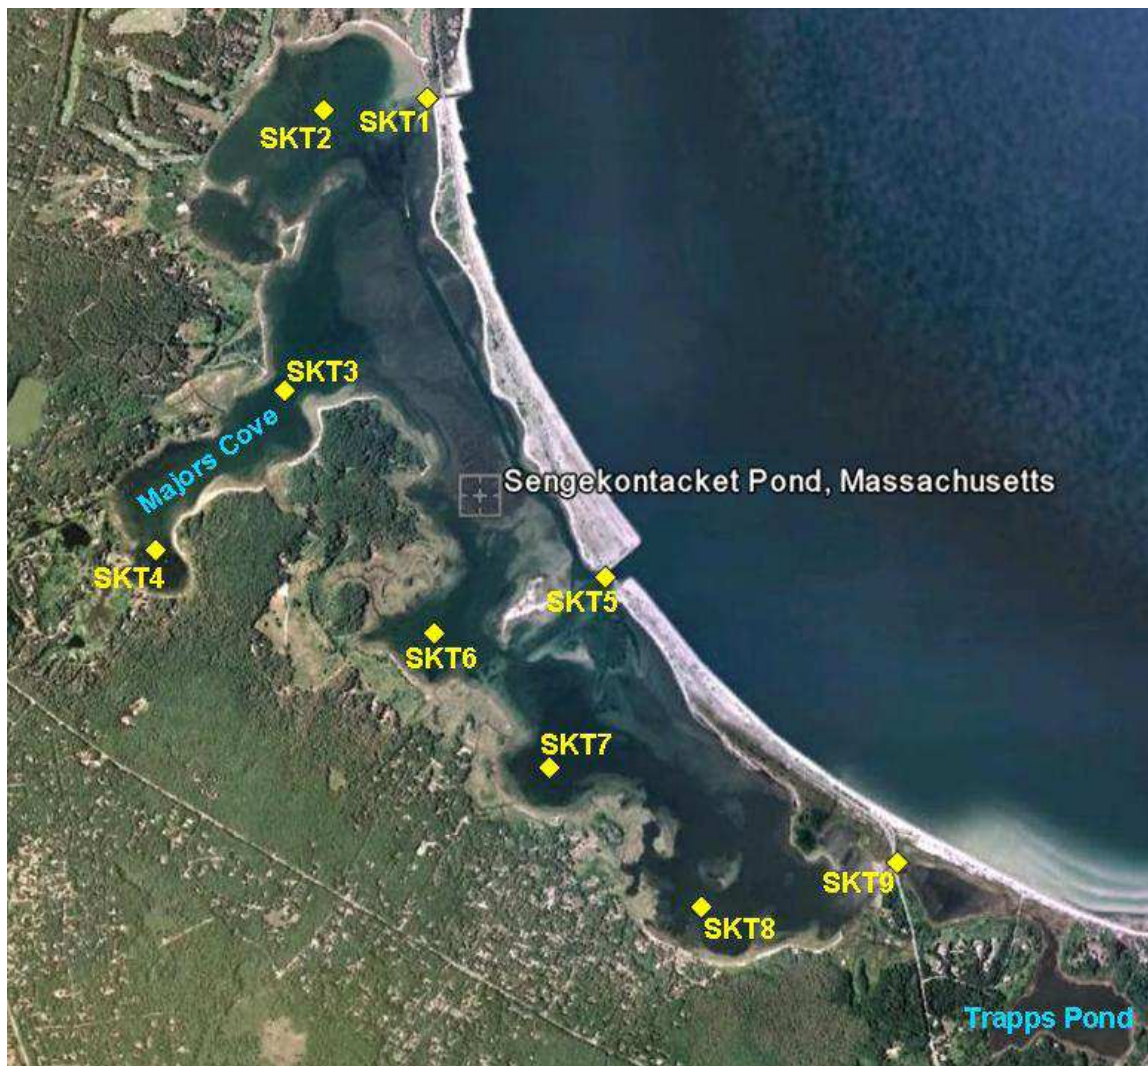 SKT1
SKT2
SKT3
Majors Cove
Sengekontacket Pond, Massachusetts
SKT4
SKT5
SKT6
SKT7
SKT9
SKT8
Trapps Pond